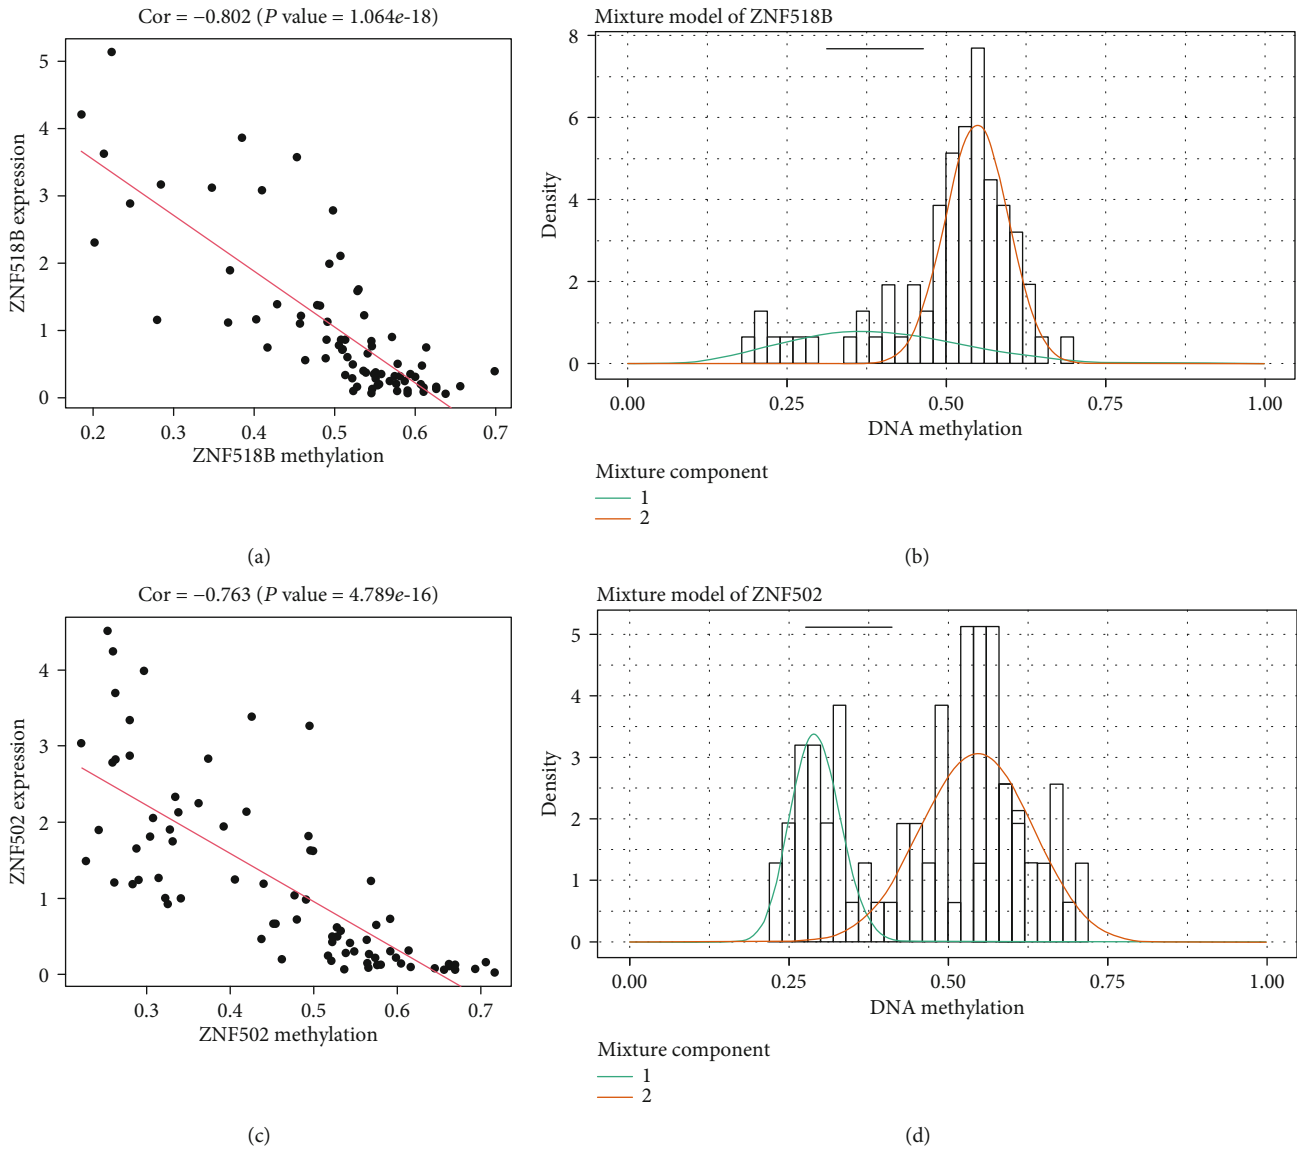 Cor = −0.802 (P value = 1.064e-18)
ZNF518B expression
5
4
3
2
1
0
0.2 0.3 0.4 0.5 0.6 0.7
ZNF518B methylation
(a)
Mixture model of ZNF518B
Density
8
6
4
2
0
0.00 0.25 0.50 0.75 1.00
DNA methylation
Mixture component
1
2
(b)
Cor = −0.763 (P value = 4.789e-16)
ZNF502 expression
4
3
2
1
0
0.3 0.4 0.5 0.6 0.7
ZNF502 methylation
(c)
Mixture model of ZNF502
Density
5
4
3
2
1
0
0.00 0.25 0.50 0.75 1.00
DNA methylation
Mixture component
1
2
(d)